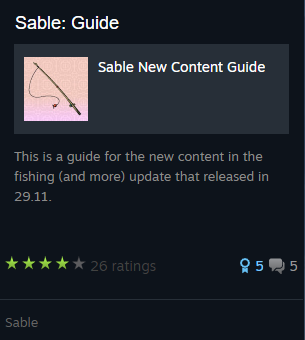 Sable: Guide
Sable New Content Guide
This is a guide for the new content in the
fishing (and more) update that released in
29.11.
26 ratings
5
5
Sable